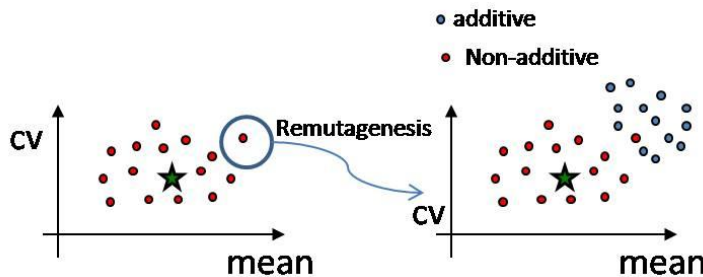 additive
Non-additive
CV
Remutagenesis
CV
mean
mean